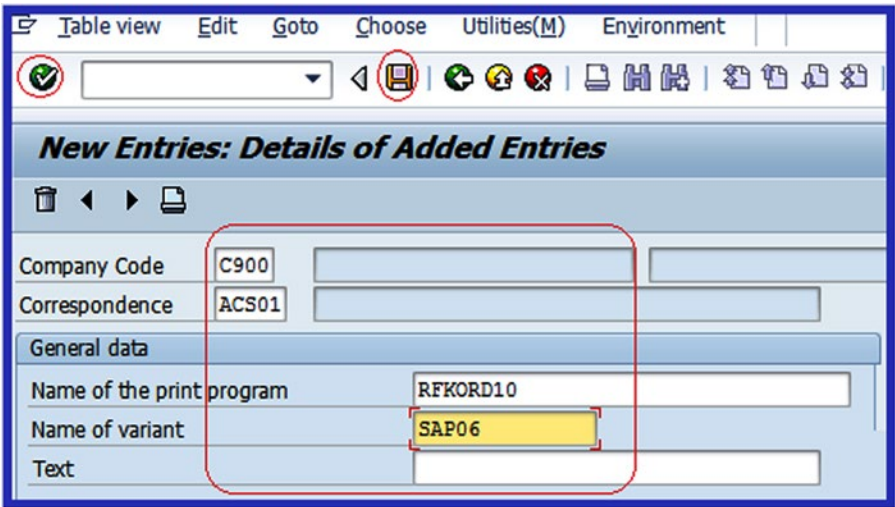 Table view Edit Goto Choose Utilities(M) Environment
New Entries: Details of Added Entries
Company Code C900
Correspondence ACS01
General data
Name of the print program RFKORD10
Name of variant SAP06
Text